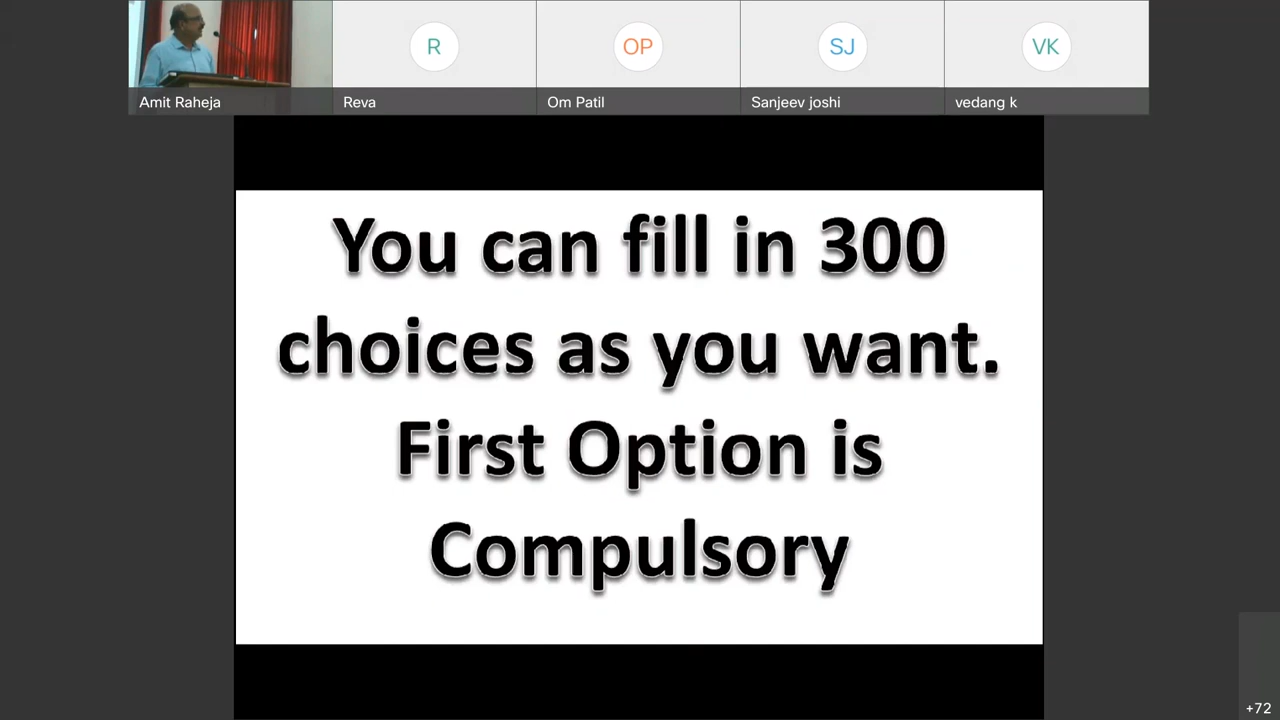 R
OP
SJ
VK
Amit Raheja
Reva
Om Patil
Sanjeev joshi
vedang k
You can fill in 300
choices as you want.
First Option is
Compulsory
+72